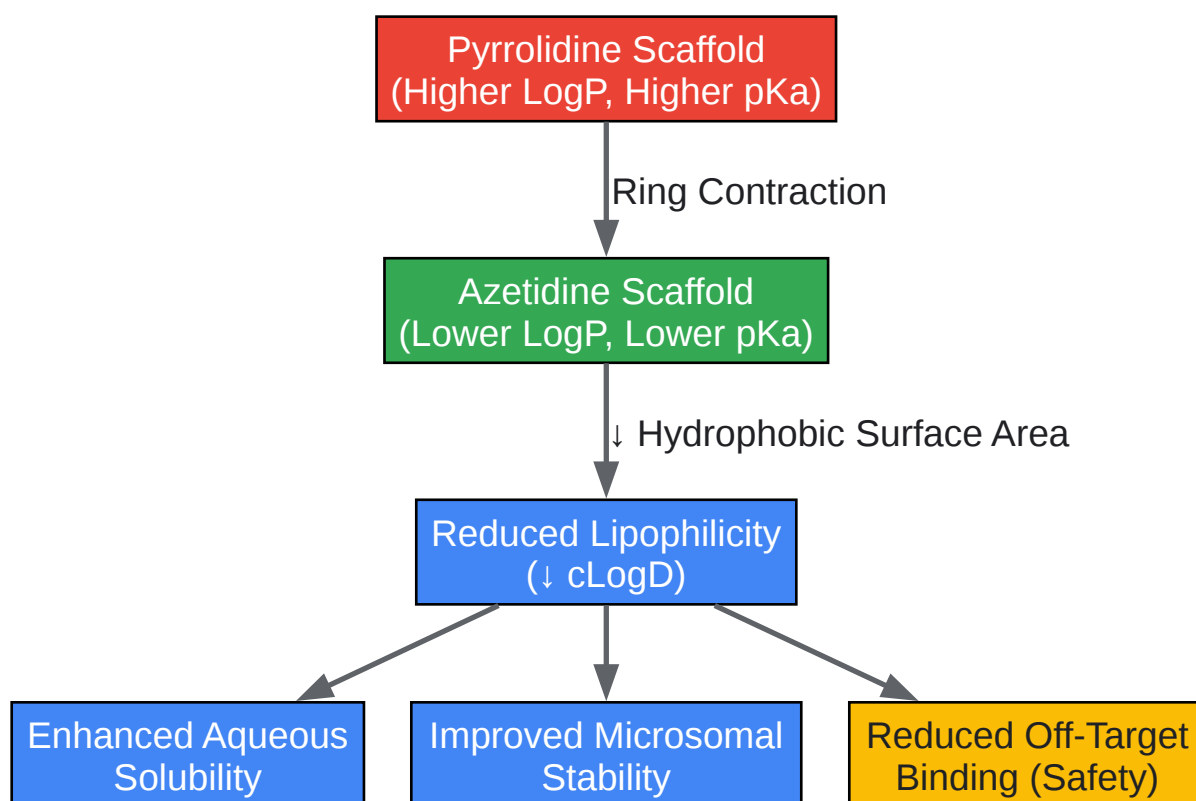 Pyrrolidine Scaffold
(Higher LogP, Higher pKa)
Ring Contraction
Azetidine Scaffold
(Lower LogP, Lower pKa)
↓ Hydrophobic Surface Area
Reduced Lipophilicity
(↓ cLogD)
Enhanced Aqueous
Solubility
Improved Microsomal
Stability
Reduced Off-Target
Binding (Safety)